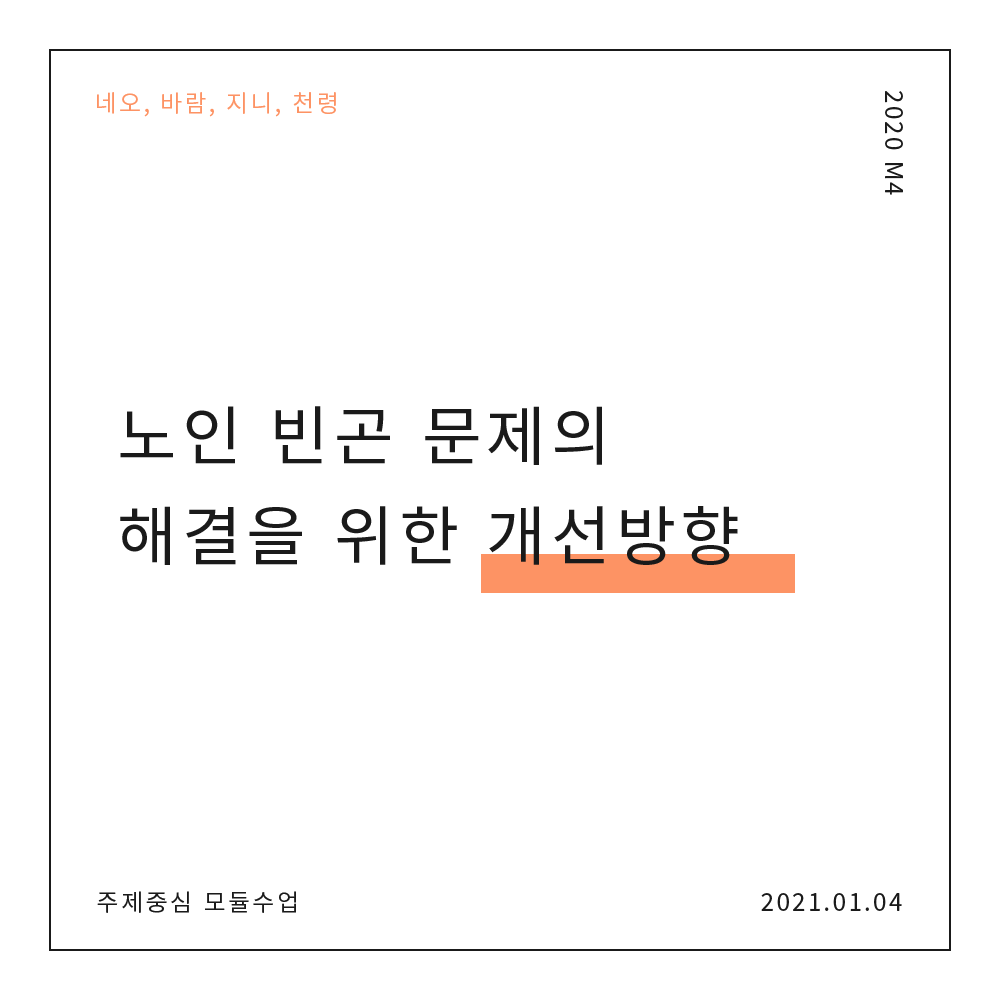 네오, 바람, 지니, 천령
2020 M4
노인 빈곤 문제의
해결을 위한 개선방향
주제중심 모듈수업
2021.01.04